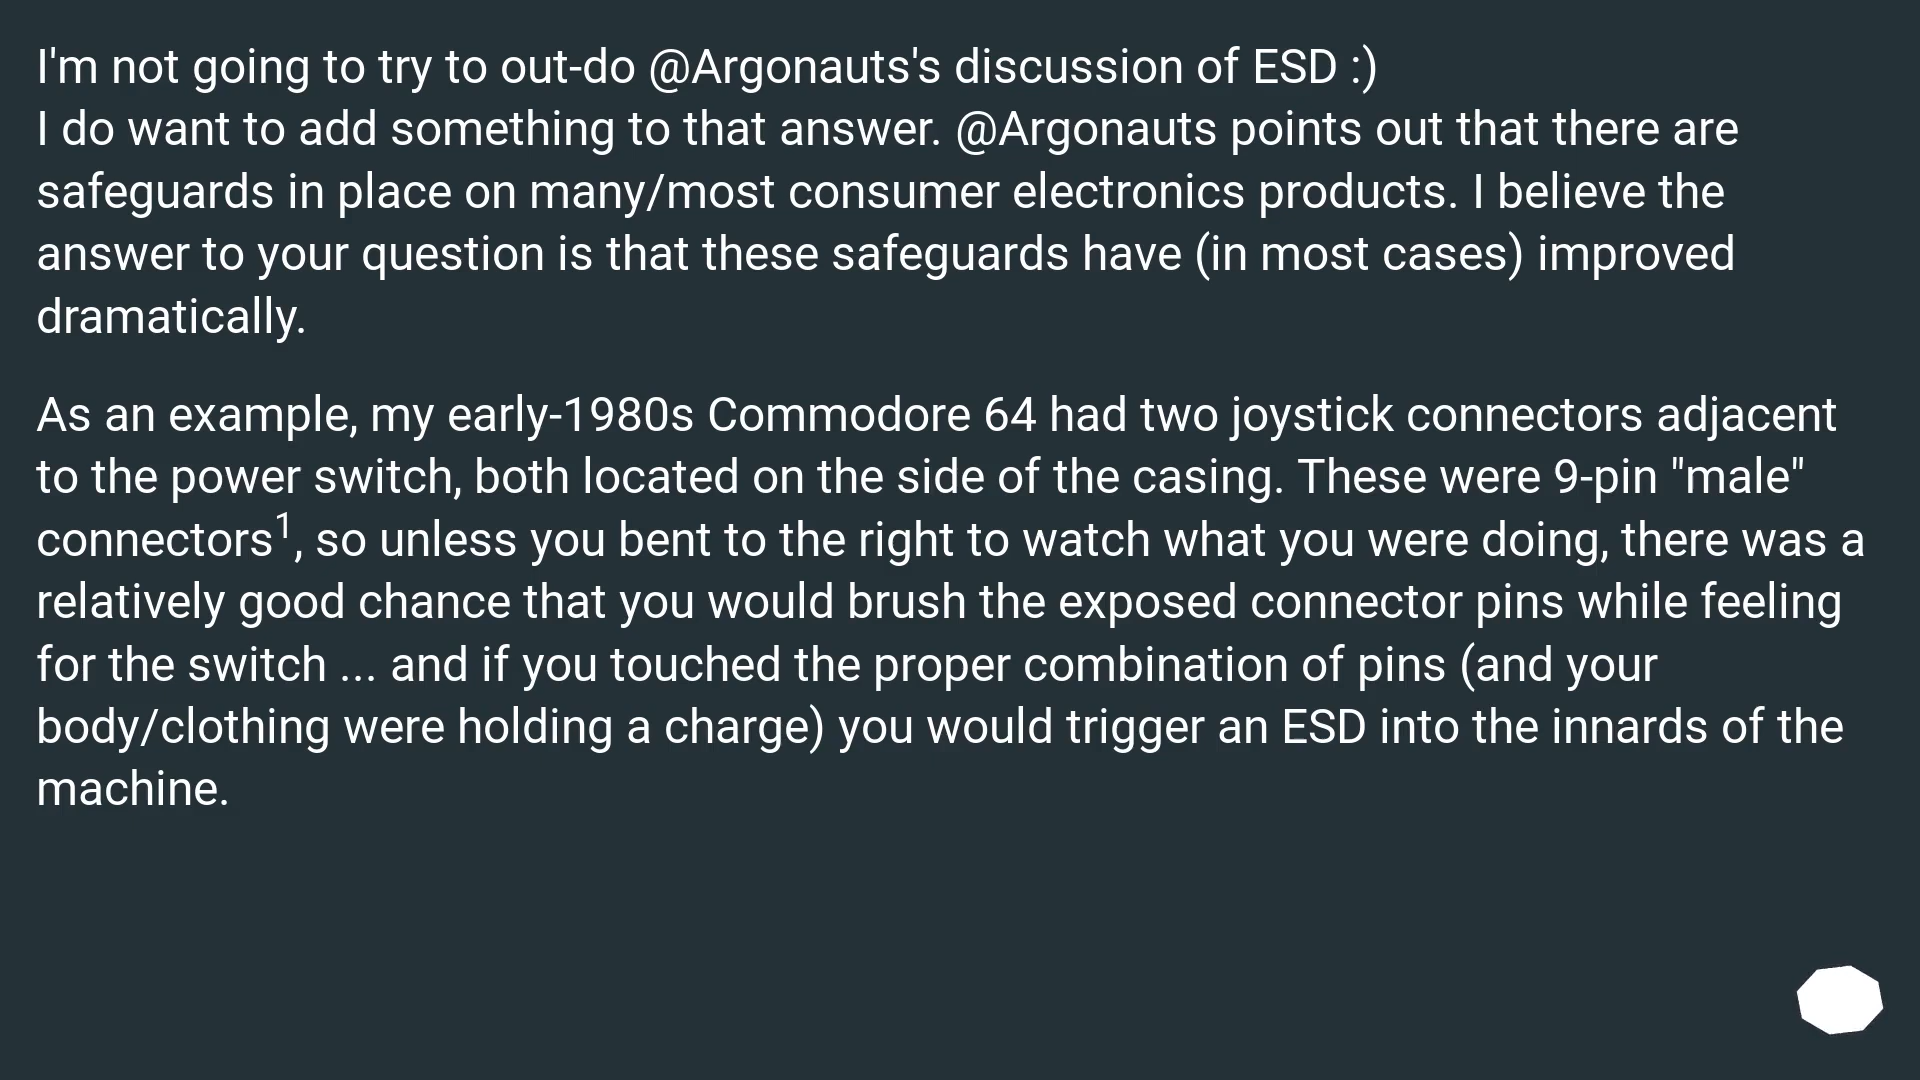 I'm not going to try to out-do @Argonauts's discussion of ESD :)
I do want to add something to that answer. @Argonauts points out that there are
safeguards in place on many/most consumer electronics products. I believe the
answer to your question is that these safeguards have (in most cases) improved
dramatically.
As an example, my early-1980s Commodore 64 had two joystick connectors adjacent
to the power switch, both located on the side of the casing. These were 9-pin "male"
connectors¹, so unless you bent to the right to watch what you were doing, there was a
relatively good chance that you would brush the exposed connector pins while feeling
for the switch ... and if you touched the proper combination of pins (and your
body/clothing were holding a charge) you would trigger an ESD into the innards of the
machine.